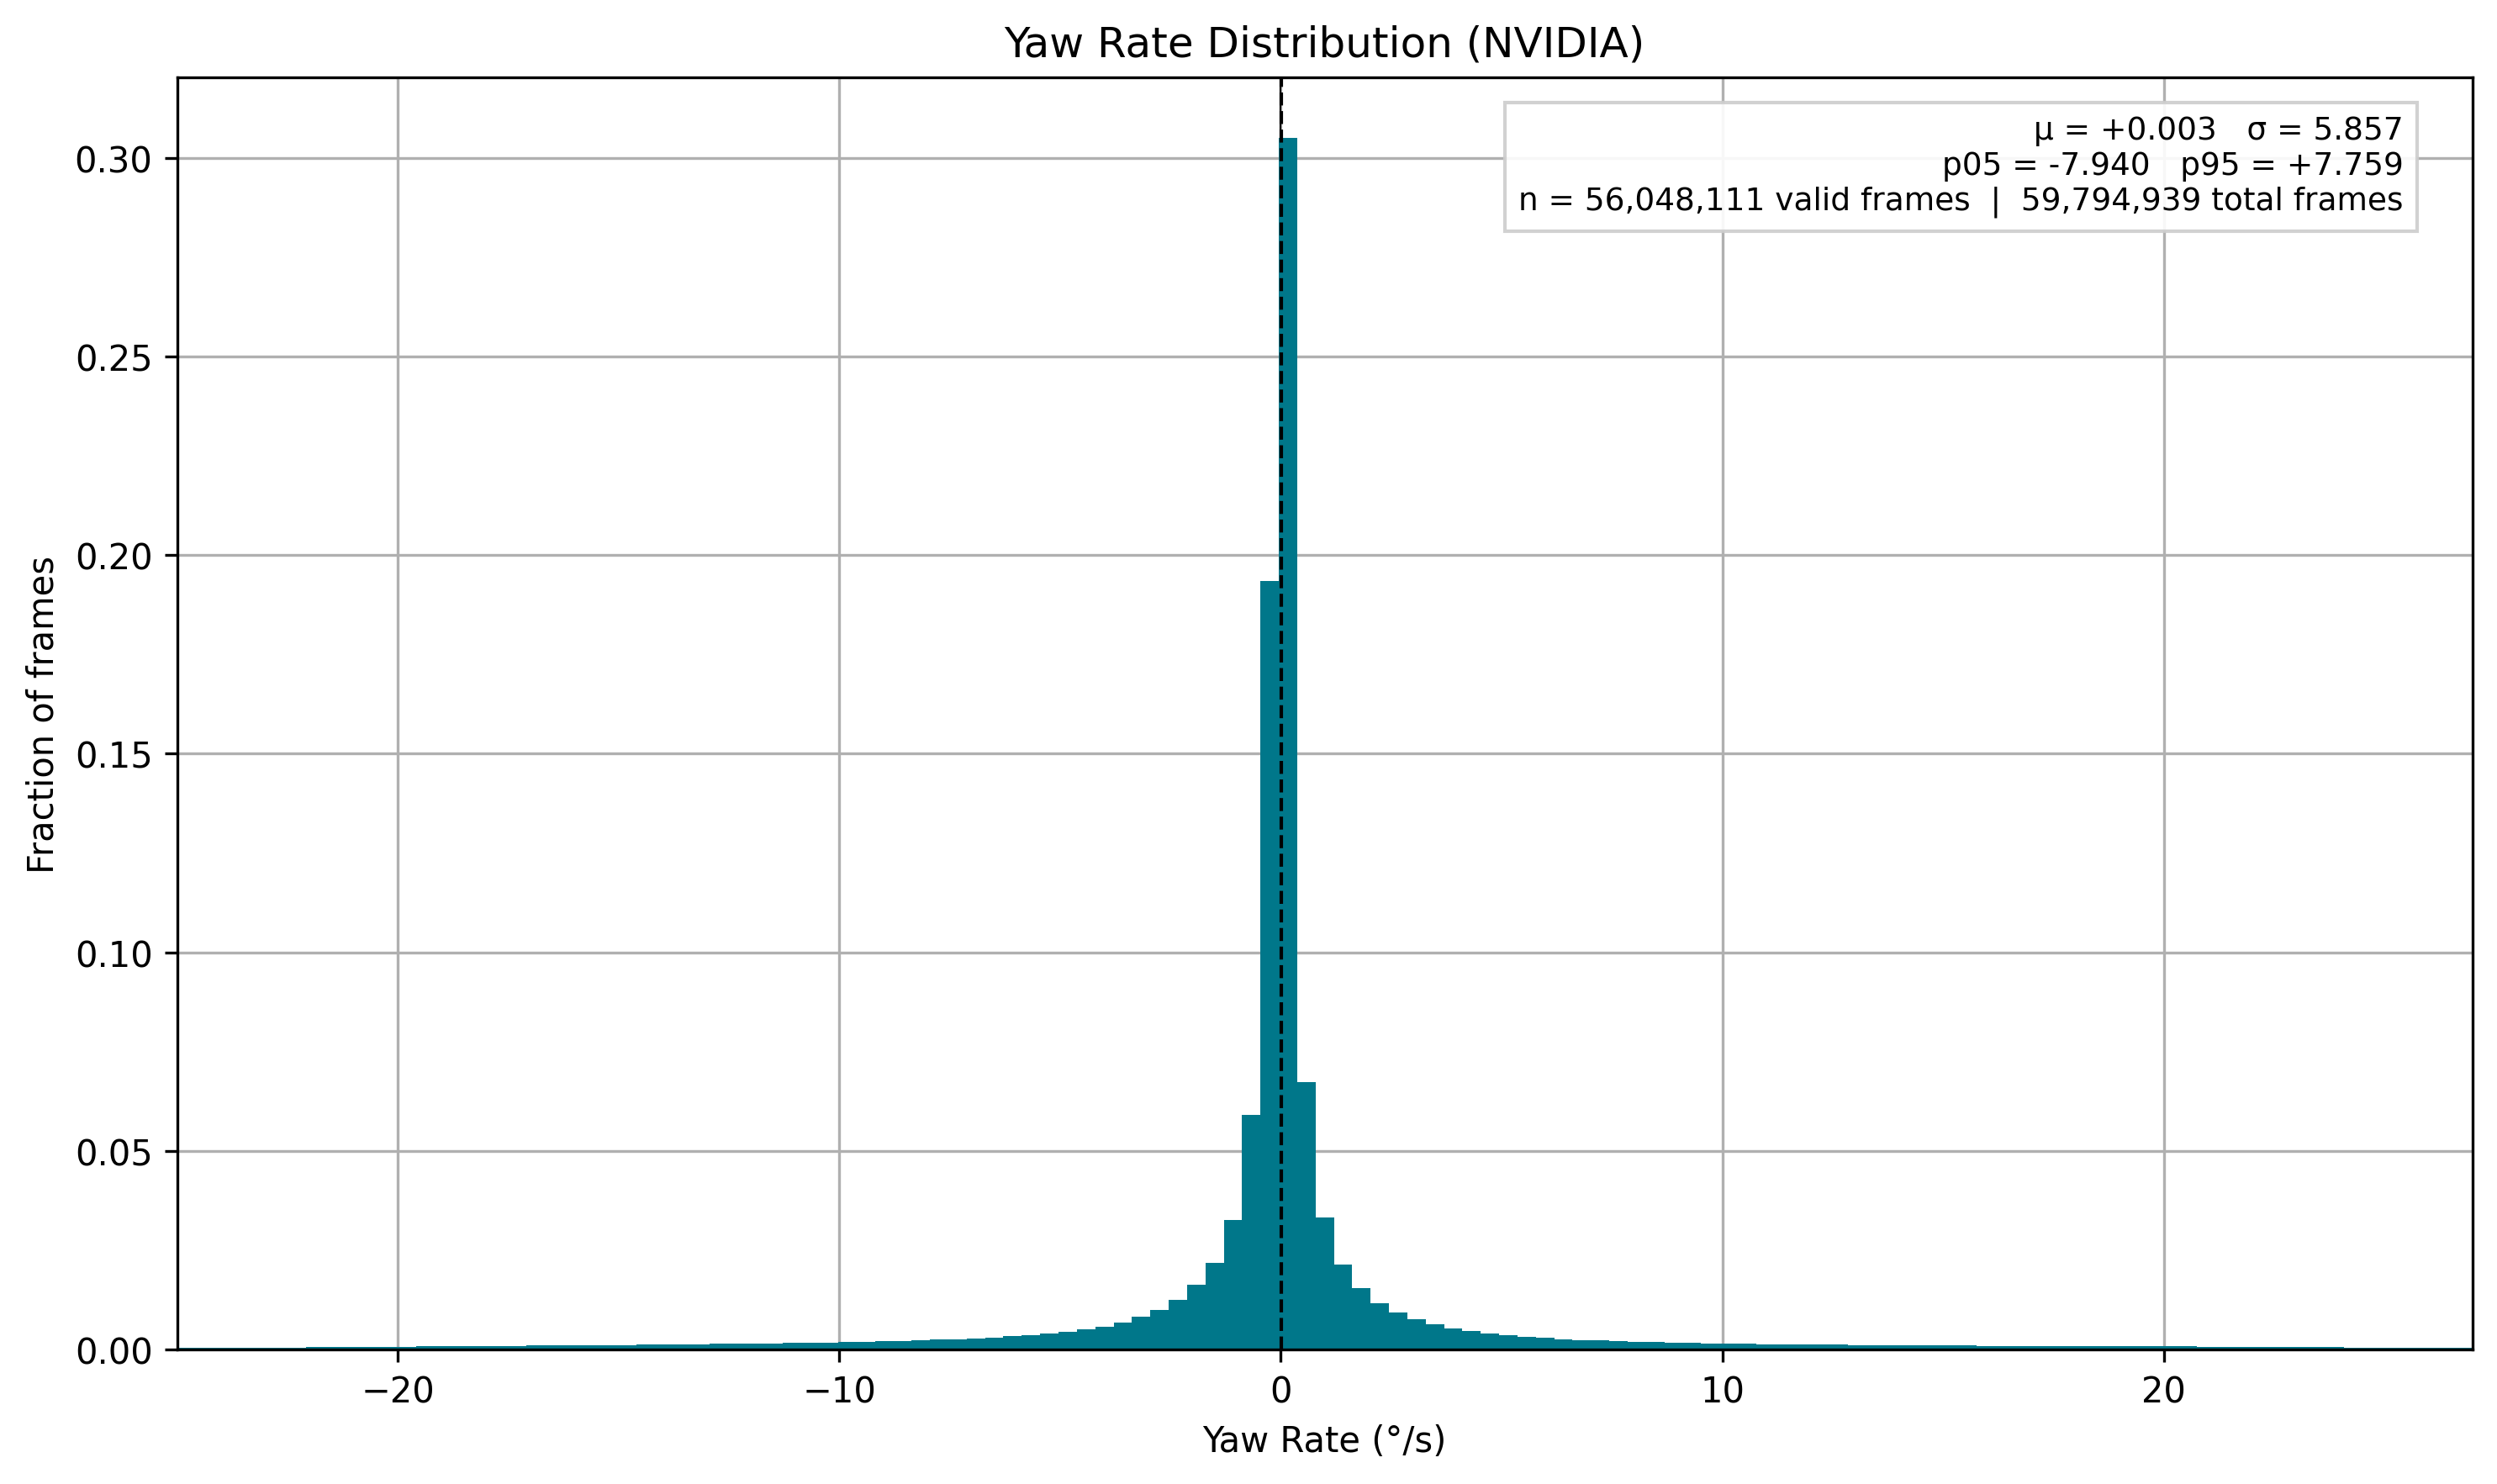 Yaw Rate Distribution (NVIDIA)
μ = +0.003   σ = 5.857
p05 = -7.940   p95 = +7.759
n = 56,048,111 valid frames  |  59,794,939 total frames
Fraction of frames
0.30
0.25
0.20
0.15
0.10
0.05
0.00
−20
−10
0
10
20
Yaw Rate (°/s)